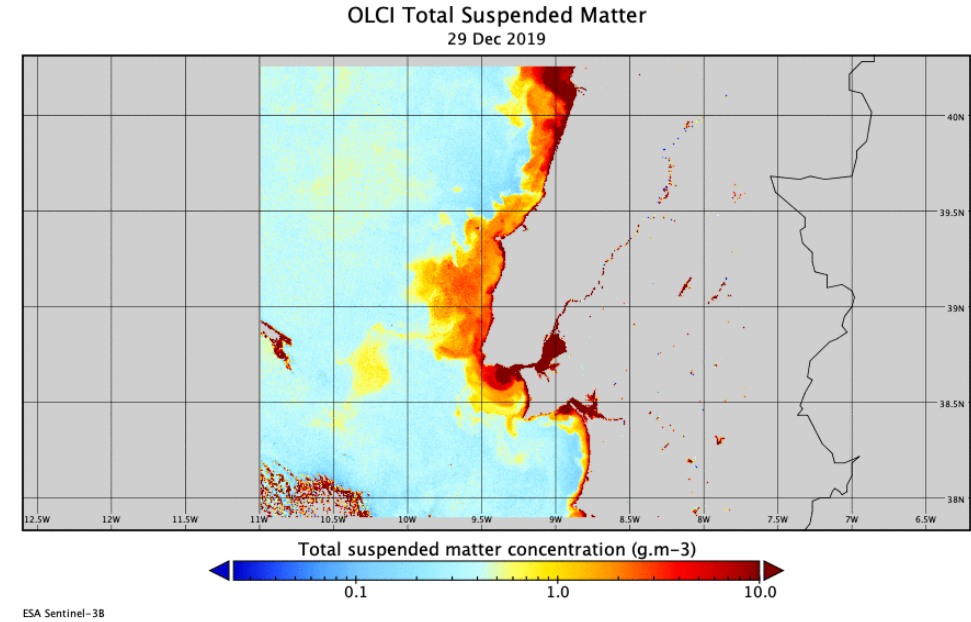 OLCI Total Suspended Matter
29 Dec 2019
40N
39.5N
39N
38.5N
38N
12.5W 12W 11.5W 11W 10.5W 10W 9.5W 9W 8.5W 8W 7.5W 7W 6.5W
Total suspended matter concentration (g.m-3)
0.1 1.0 10.0
ESA Sentinel-3B